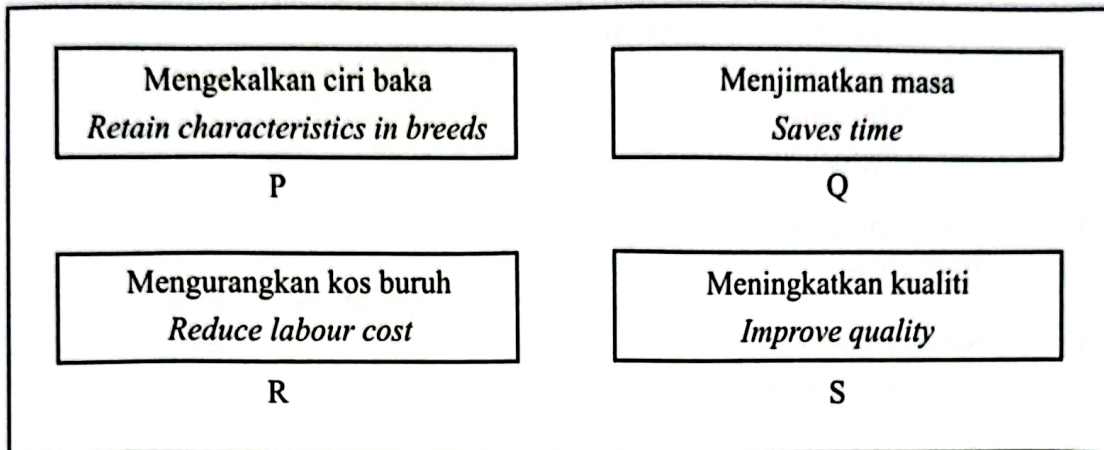 Mengekalkan ciri baka
Retain characteristics in breeds
P
Menjimatkan masa
Saves time
Q
Mengurangkan kos buruh
Reduce labour cost
R
Meningkatkan kualiti
Improve quality
S